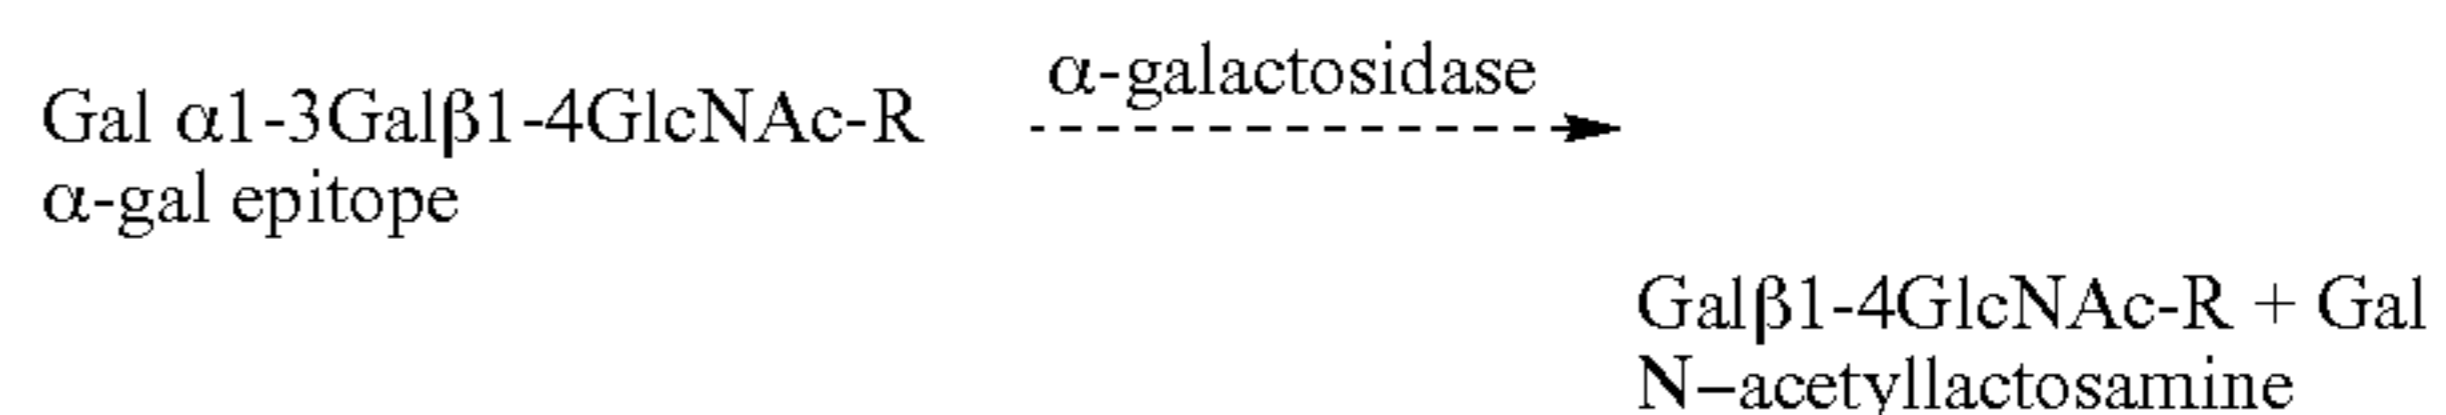 Gal α1-3Galβ1-4GlcNAc-R
α-gal epitope
α-galactosidase
Galβ1-4GlcNAc-R + Gal
N–acetyllactosamine